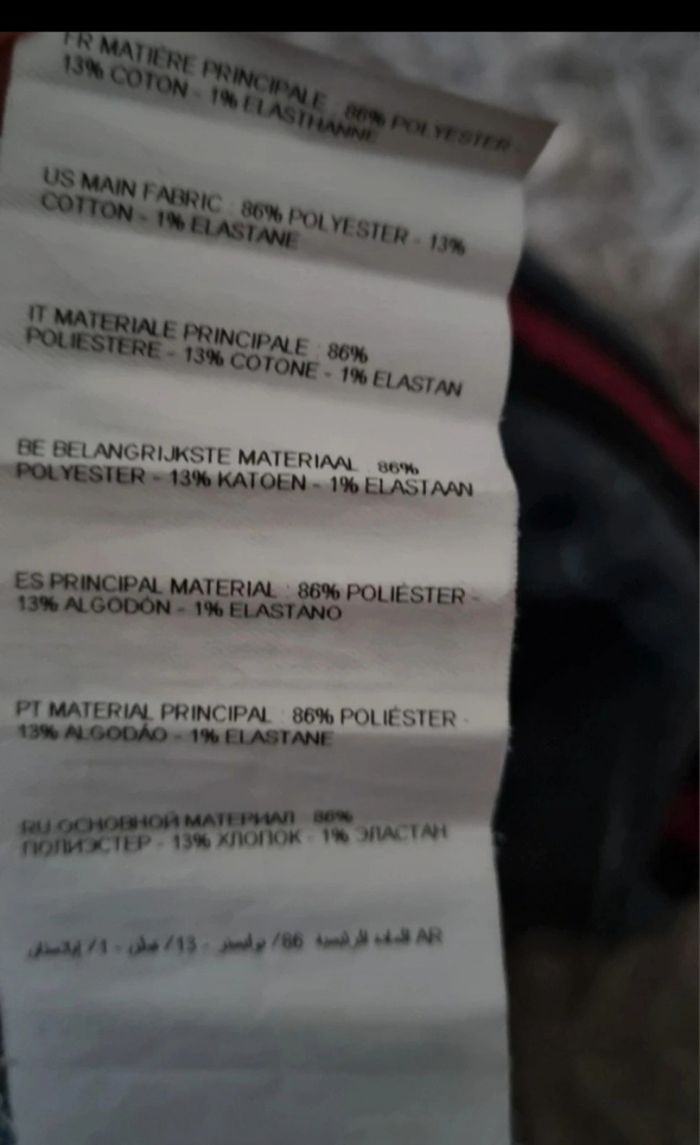 FR MATIÈRE PRINCIPALE : 86% POLYESTER -
13% COTON - 1% ELASTHANNE
US MAIN FABRIC : 86% POLYESTER - 13%
COTTON - 1% ELASTANE
IT MATERIALE PRINCIPALE : 86%
POLIESTERE - 13% COTONE - 1% ELASTAN
BE BELANGRIJKSTE MATERIAAL : 86%
POLYESTER - 13% KATOEN - 1% ELASTAAN
ES PRINCIPAL MATERIAL : 86% POLIÉSTER -
13% ALGODÓN - 1% ELASTANO
PT MATERIAL PRINCIPAL : 86% POLIÉSTER -
13% ALGODÃO - 1% ELASTANE
RU ОСНОВНОЙ МАТЕРИАЛ : 86%
ПОЛИЭСТЕР - 13% ХЛОПОК - 1% ЭЛАСТАН
AR 86/ - 13/ - 1/